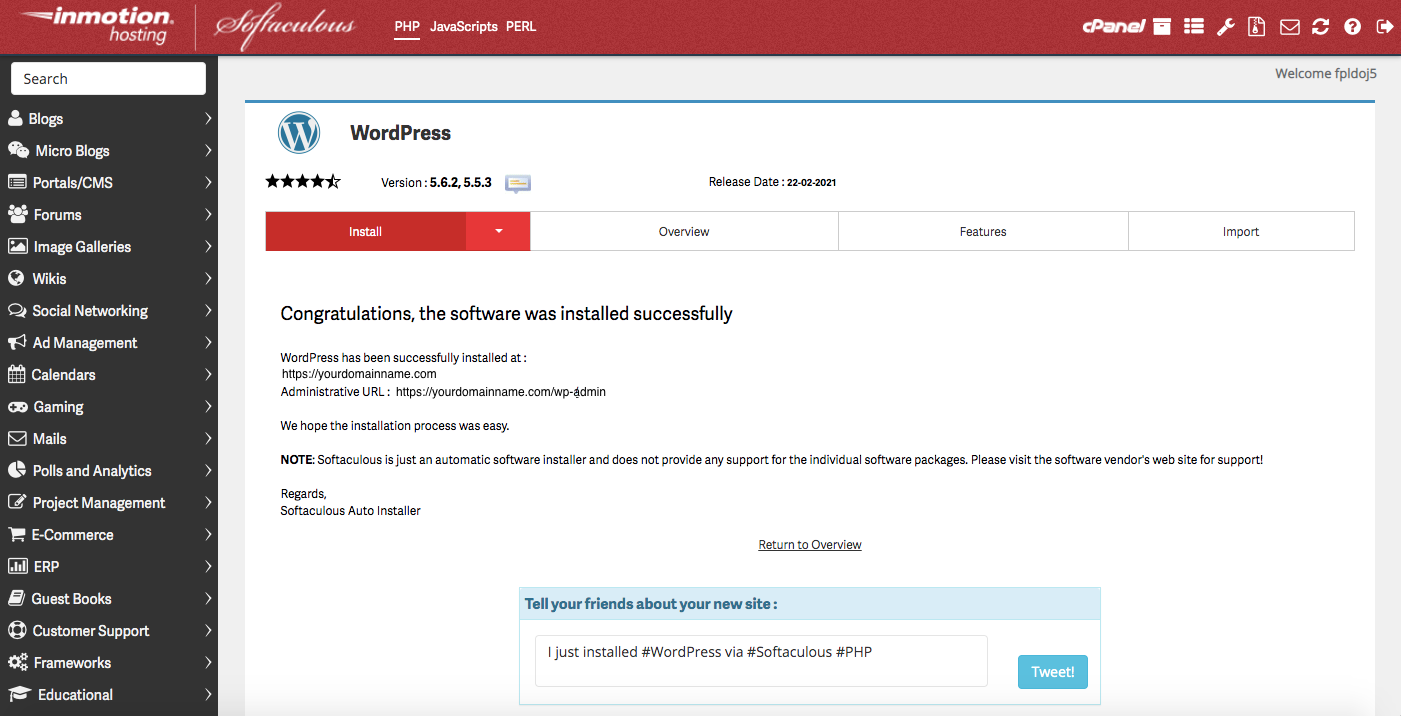 inmotion hosting
Softaculous
PHP JavaScripts PERL
cPanel
Search
Welcome fpldoj5
Blogs
Micro Blogs
Portals/CMS
Forums
Image Galleries
Wikis
Social Networking
Ad Management
Calendars
Gaming
Mails
Polls and Analytics
Project Management
E-Commerce
ERP
Guest Books
Customer Support
Frameworks
Educational
WordPress
Version : 5.6.2, 5.5.3
Release Date : 22-02-2021
Install
Overview
Features
Import
Congratulations, the software was installed successfully
WordPress has been successfully installed at :
https://yourdomainname.com
Administrative URL : https://yourdomainname.com/wp-admin
We hope the installation process was easy.
NOTE: Softaculous is just an automatic software installer and does not provide any support for the individual software packages. Please visit the software vendor's web site for support!
Regards,
Softaculous Auto Installer
Return to Overview
Tell your friends about your new site :
I just installed #WordPress via #Softaculous #PHP
Tweet!